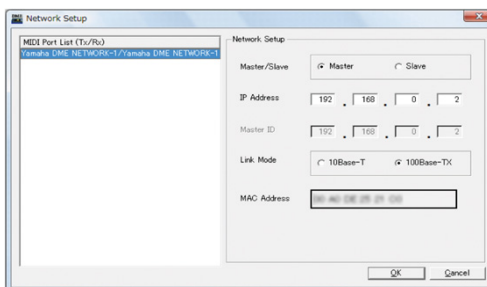 Network Setup
MIDI Port List (Tx/Rx)
Yamaha DME NETWORK-1/Yamaha DME NETWORK-1
Network Setup
Master/Slave Master Slave
IP Address 192 . 168 . 0 . 2
Master ID 192 . 168 . 0 . 2
Link Mode 10Base-T 100Base-TX
MAC Address
OK Cancel